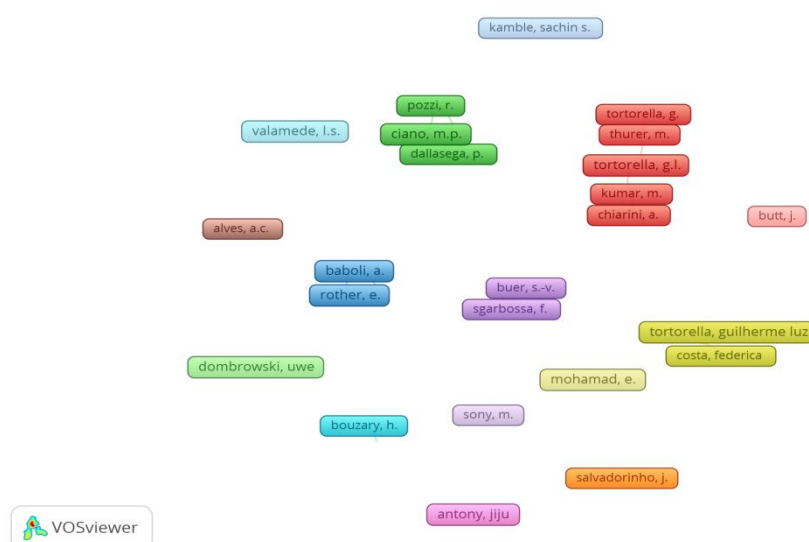 kamble, sachin s.
pozzi, r.
tortorella, g.
valamede, l.s.
ciano, m.p.
thurer, m.
dallasega, p.
tortorella, g.l.
kumar, m.
chiarini, a.
butt, j.
alves, a.c.
baboli, a.
rother, e.
buer, s.-v.
sgarbossa, f.
tortorella, guilherme luz
costa, federica
dombrowski, uwe
mohamad, e.
sony, m.
bouzary, h.
salvadorinho, j.
antony, jiju
VOSviewer